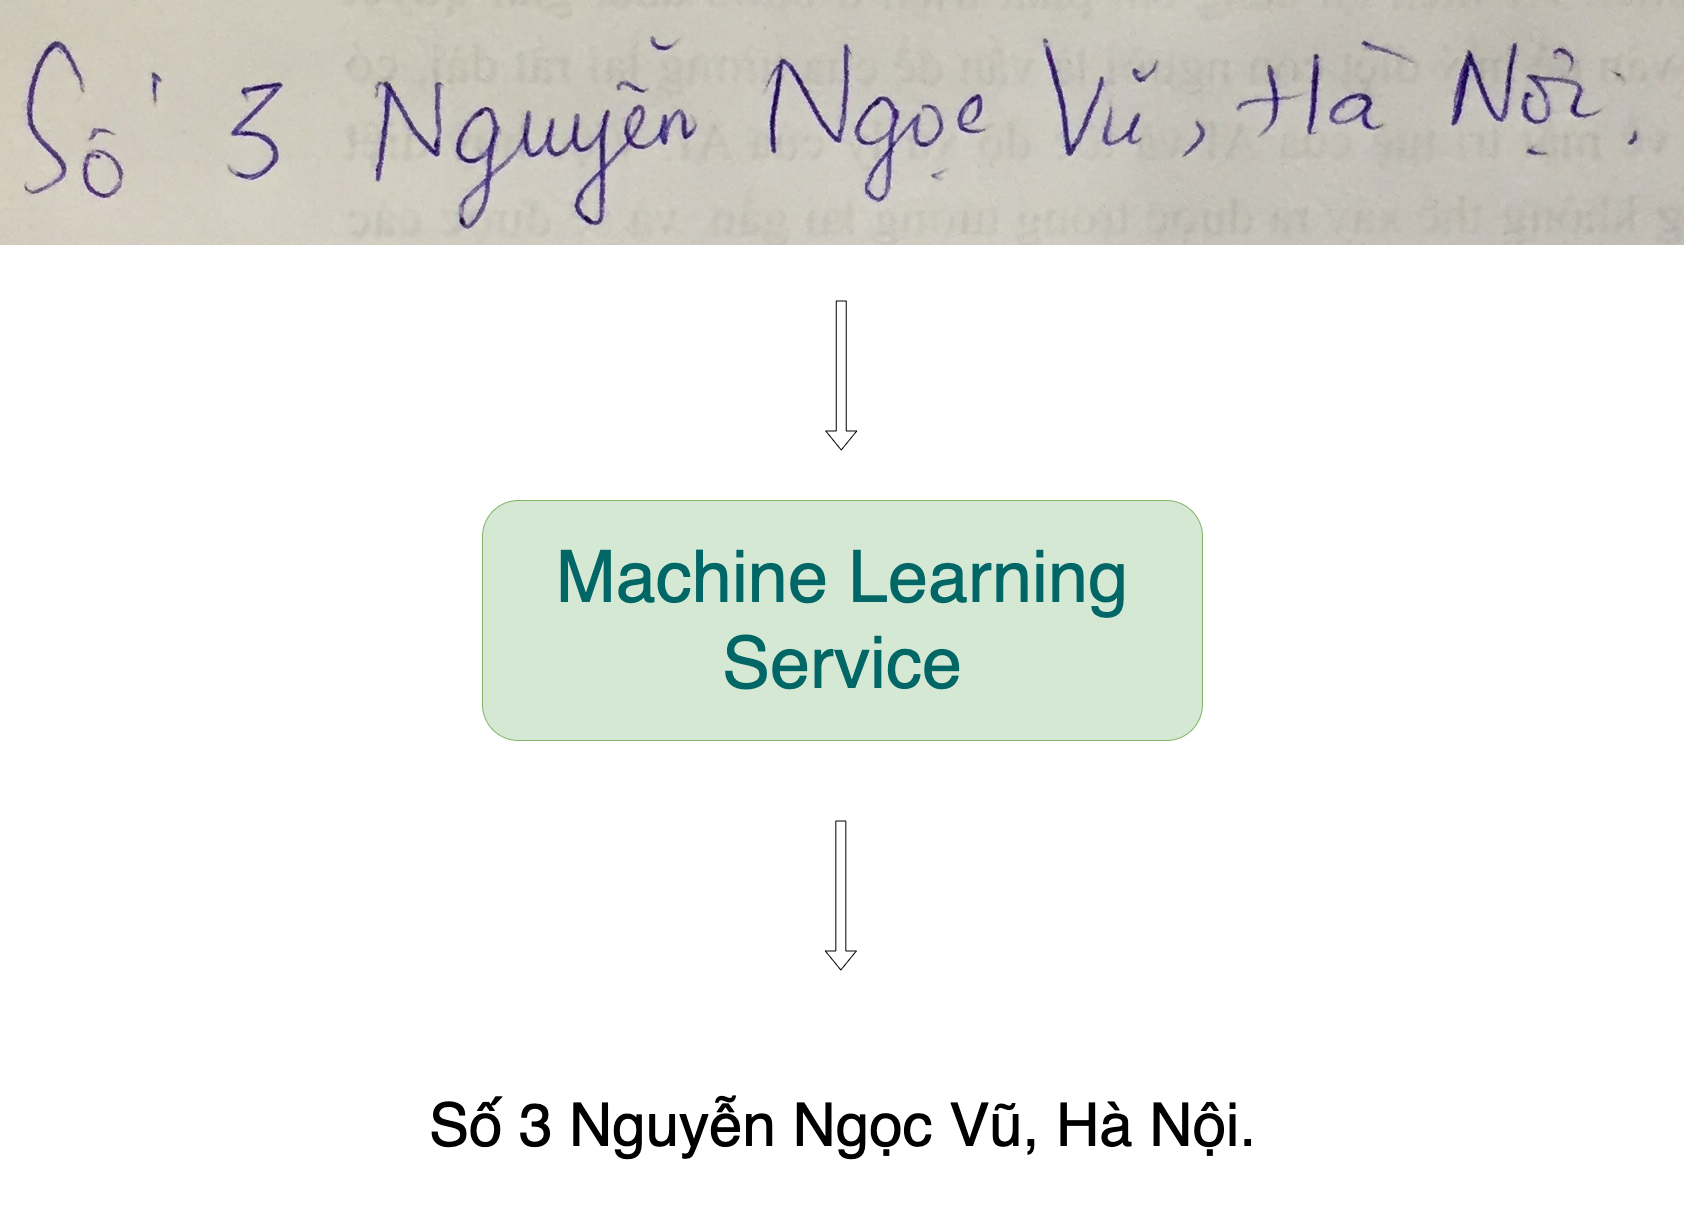 Số 3 Nguyễn Ngọc Vũ, Hà Nội.
Machine Learning
Service
Số 3 Nguyễn Ngọc Vũ, Hà Nội.